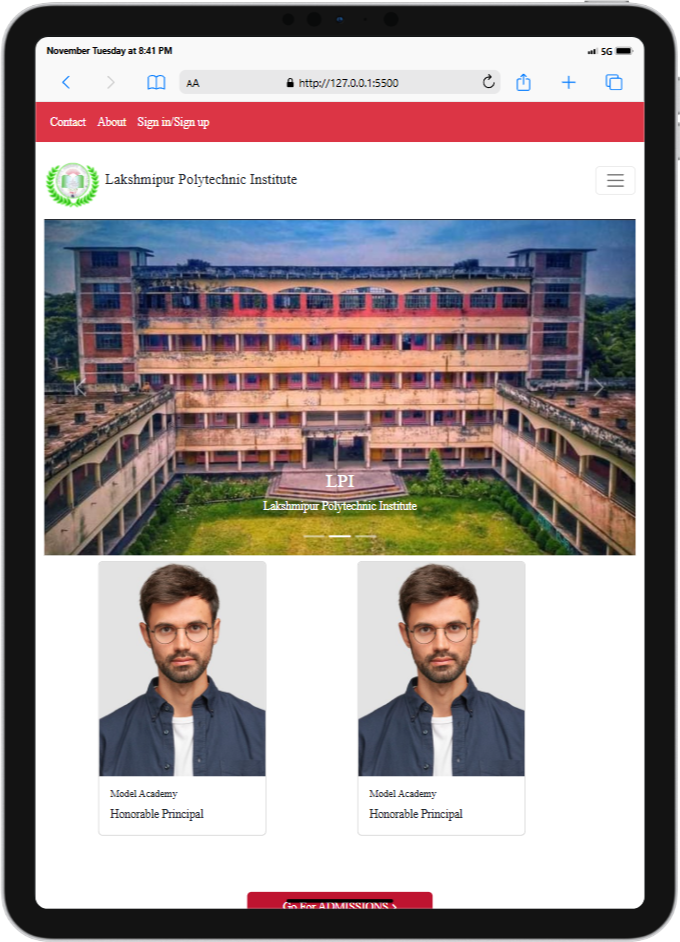 November Tuesday at 8:41 PM
5G
AA
http://127.0.0.1:5500
Contact About Sign in/Sign up
Lakshmipur Polytechnic Institute
LPI
Lakshmipur Polytechnic Institute
Model Academy
Honorable Principal
Model Academy
Honorable Principal
Go For ADMISSIONS >